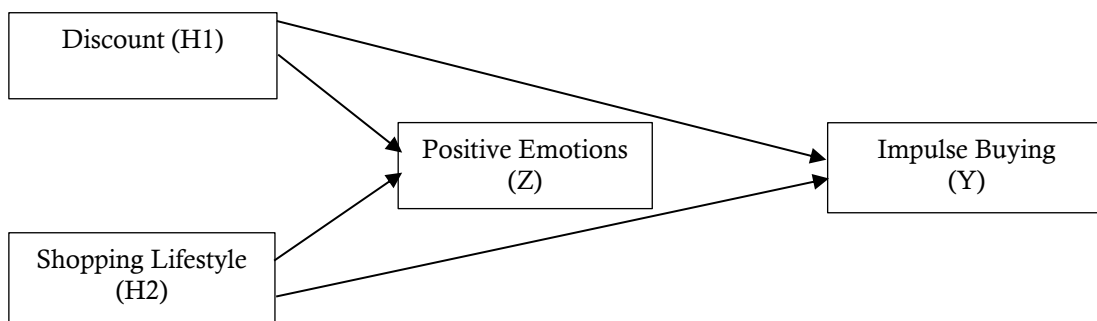 Discount (H1)
Positive Emotions
(Z)
Impulse Buying
(Y)
Shopping Lifestyle
(H2)